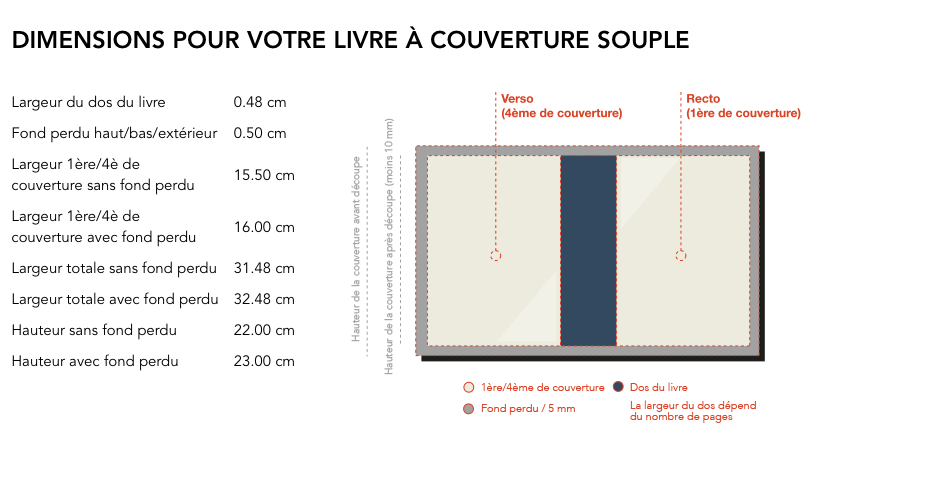 DIMENSIONS POUR VOTRE LIVRE À COUVERTURE SOUPLE
Largeur du dos du livre 0.48 cm
Fond perdu haut/bas/extérieur 0.50 cm
Largeur 1ère/4è de
couverture sans fond perdu 15.50 cm
Largeur 1ère/4è de
couverture avec fond perdu 16.00 cm
Largeur totale sans fond perdu 31.48 cm
Largeur totale avec fond perdu 32.48 cm
Hauteur sans fond perdu 22.00 cm
Hauteur avec fond perdu 23.00 cm
Hauteur de la couverture avant découpe
Hauteur de la couverture après découpe (moins 10 mm)
Verso
(4ème de couverture)
Recto
(1ère de couverture)
1ère/4ème de couverture
Dos du livre
Fond perdu / 5 mm
La largeur du dos dépend
du nombre de pages